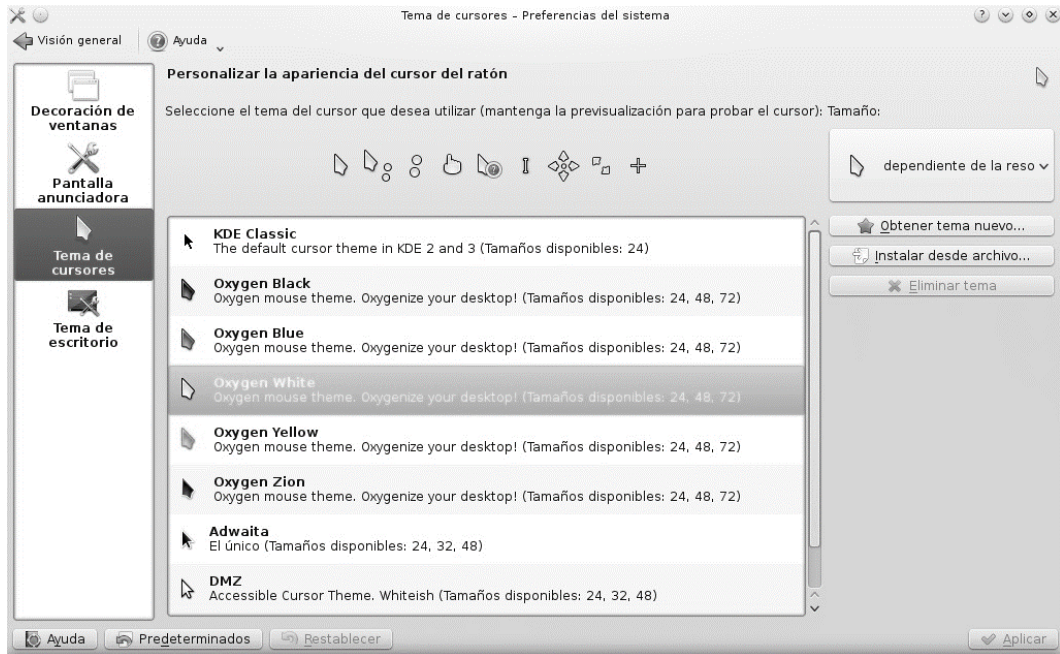 Tema de cursores – Preferencias del sistema
Visión general
Ayuda
Decoración de
ventanas
Pantalla
anunciadora
Tema de
cursores
Tema de
escritorio
Personalizar la apariencia del cursor del ratón
Seleccione el tema del cursor que desea utilizar (mantenga la previsualización para probar el cursor): Tamaño:
dependiente de la reso
KDE Classic
The default cursor theme in KDE 2 and 3 (Tamaños disponibles: 24)
Oxygen Black
Oxygen mouse theme. Oxygenize your desktop! (Tamaños disponibles: 24, 48, 72)
Oxygen Blue
Oxygen mouse theme. Oxygenize your desktop! (Tamaños disponibles: 24, 48, 72)
Oxygen White
Oxygen mouse theme. Oxygenize your desktop! (Tamaños disponibles: 24, 48, 72)
Oxygen Yellow
Oxygen mouse theme. Oxygenize your desktop! (Tamaños disponibles: 24, 48, 72)
Oxygen Zion
Oxygen mouse theme. Oxygenize your desktop! (Tamaños disponibles: 24, 48, 72)
Adwaita
El único (Tamaños disponibles: 24, 32, 48)
DMZ
Accessible Cursor Theme. Whiteish (Tamaños disponibles: 24, 32, 48)
Obtener tema nuevo...
Instalar desde archivo...
Eliminar tema
Ayuda
Predeterminados
Restablecer
Aplicar